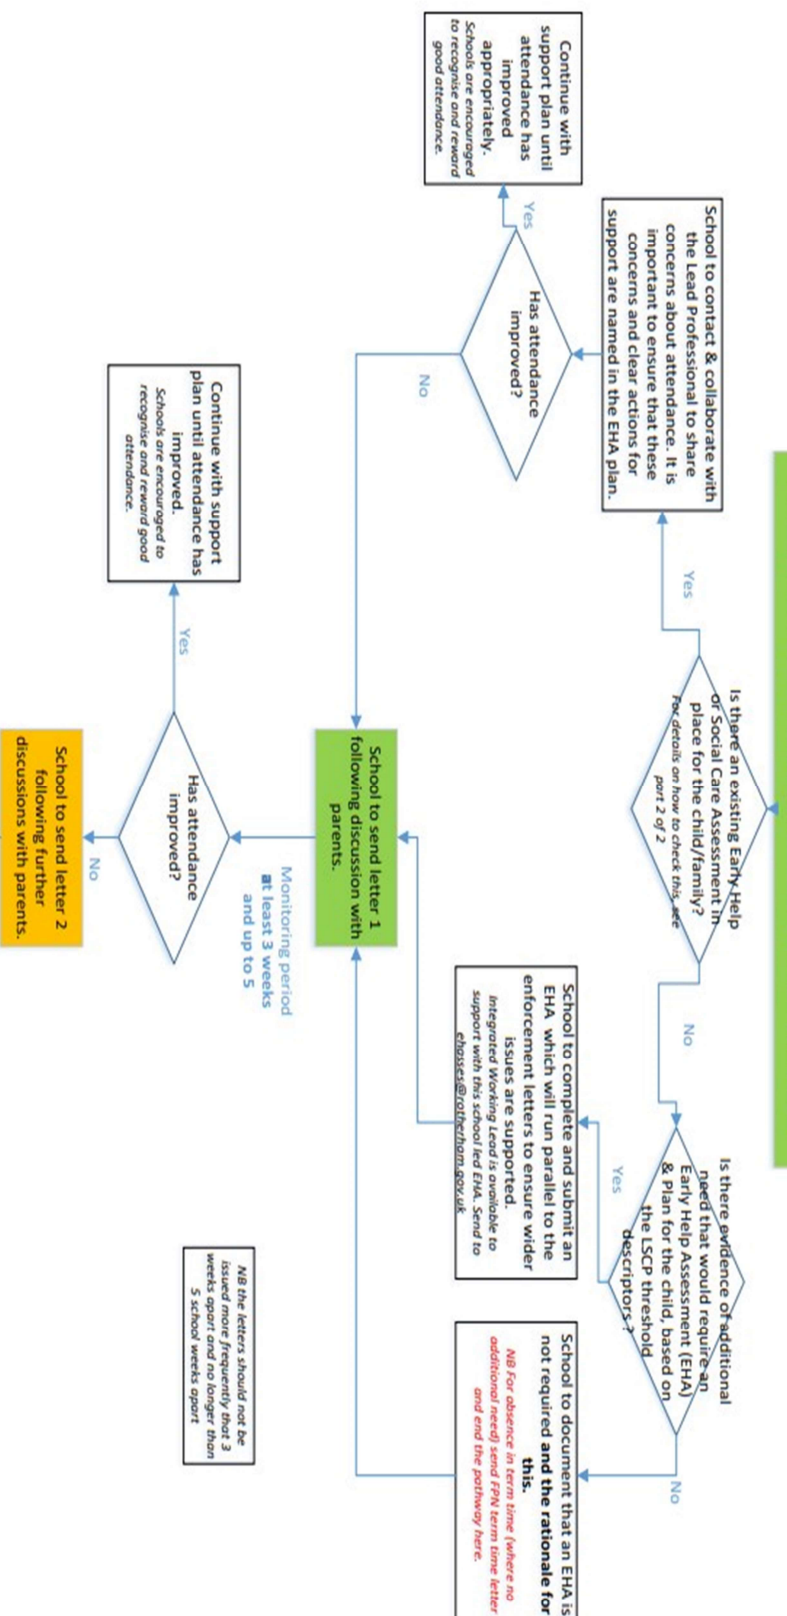 Is there an existing Early Help
or Social Care Assessment in
place for the child/family?
For details on how to check this, see
part 2 of 2
Yes
No
School to contact & collaborate with
the Lead Professional to share
concerns about attendance. It is
important to ensure that these
concerns and clear actions for
support are named in the EHA plan.
Is there evidence of additional
need that would require an
Early Help Assessment (EHA)
& Plan for the child, based on
the LSCP threshold
descriptors ?
Yes
No
Continue with
support plan until
attendance has
improved
appropriately.
Schools are encouraged
to recognise and reward
good attendance.
Yes
Has attendance
improved?
No
School to complete and submit an
EHA which will run parallel to the
enforcement letters to ensure wider
issues are supported.
Integrated Working Lead is available to
support with this school led EHA. Send to
ehasses@rotherham.gov.uk
School to document that an EHA is
not required and the rationale for
this.
NB For absence in term time (where no
additional need) send FPN term time letter
and end the pathway here.
School to send letter 1
following discussion with
parents.
Monitoring period
at least 3 weeks
and up to 5
Continue with support
plan until attendance has
improved.
Schools are encouraged to
recognise and reward good
attendance.
Yes
Has attendance
improved?
No
NB the letters should not be
issued more frequently that 3
weeks apart and no longer than
5 school weeks apart
School to send letter 2
following further
discussions with parents.